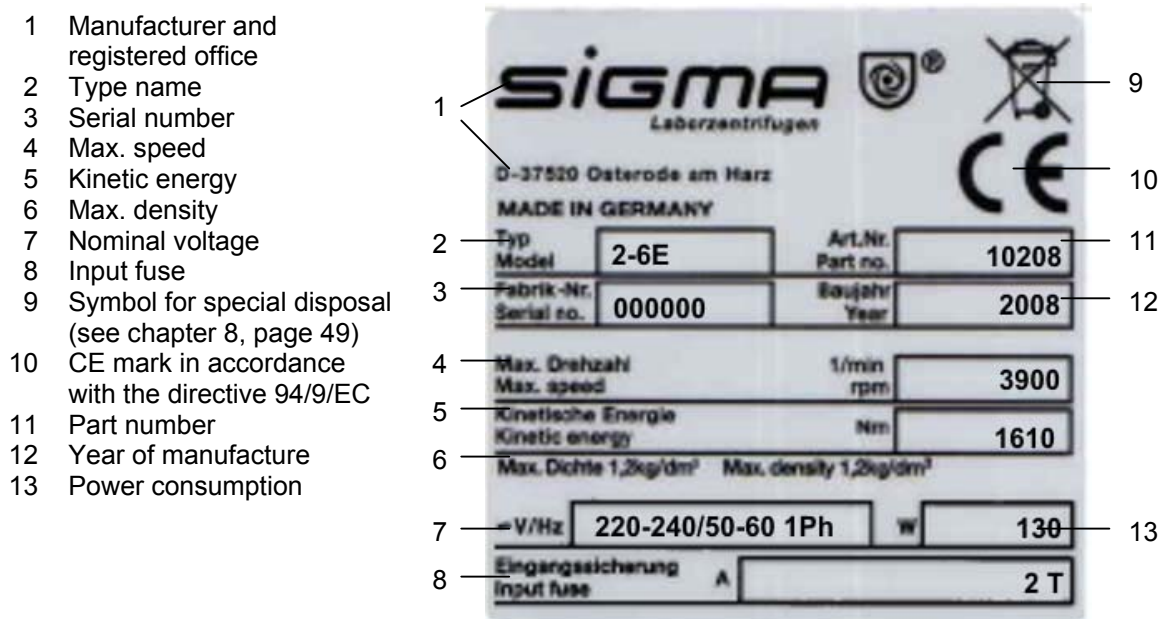 1 Manufacturer and
registered office
2 Type name
3 Serial number
4 Max. speed
5 Kinetic energy
6 Max. density
7 Nominal voltage
8 Input fuse
9 Symbol for special disposal
(see chapter 8, page 49)
10 CE mark in accordance
with the directive 94/9/EC
11 Part number
12 Year of manufacture
13 Power consumption
1
sigma ®
9
Laborzentrifugen
D-37520 Osterode am Harz
CE
10
MADE IN GERMANY
2 Typ
Model
2-6E
Art.Nr.
Part no.
10208
11
3 Fabrik-Nr.
Serial no.
000000
Baujahr
Year
2008
12
4 Max. Drehzahl
Max. speed
1/min
rpm
3900
5 Kinetische Energie
Kinetic energy
Nm
1610
6 Max. Dichte 1,2kg/dm³ Max. density 1,2kg/dm³
7 ~V/Hz 220-240/50-60 1Ph W 130 13
8 Eingangssicherung
Input fuse
A
2 T